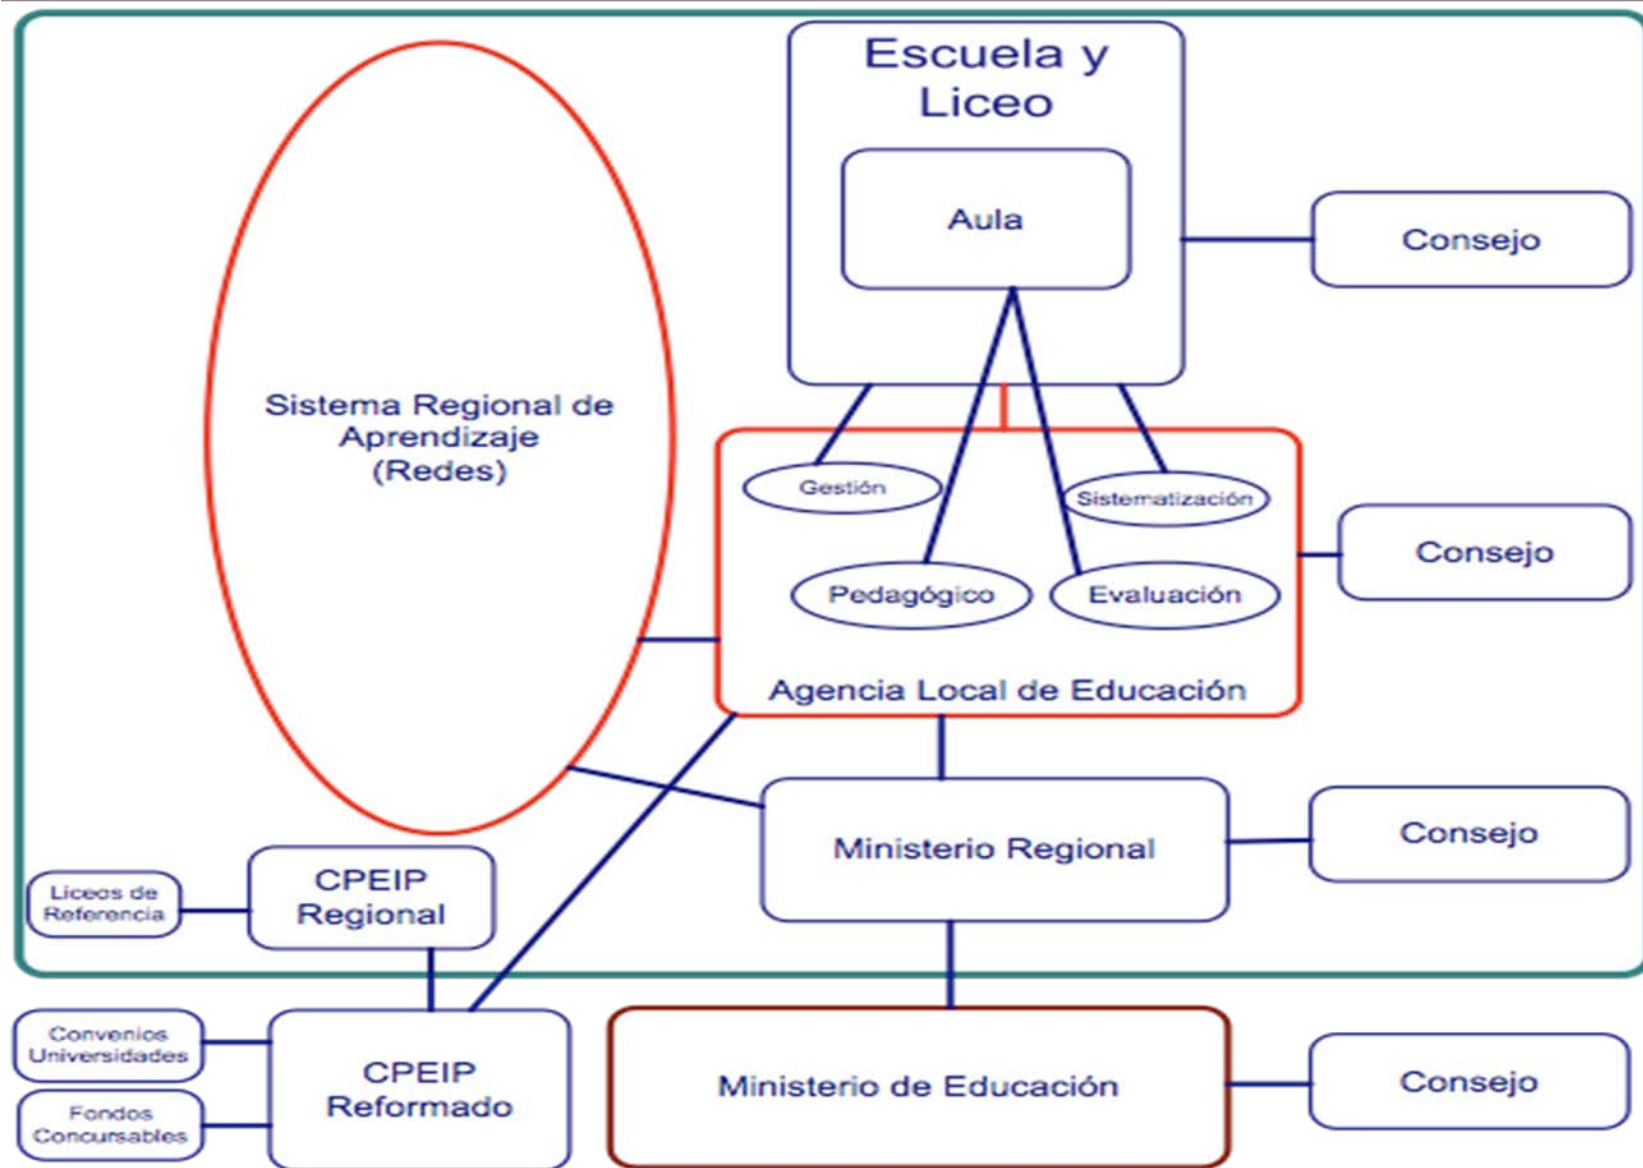 Escuela y
Liceo
Aula
Consejo
Sistema Regional de
Aprendizaje
(Redes)
Gestión
Sistematización
Pedagógico
Evaluación
Agencia Local de Educación
Consejo
Ministerio Regional
Consejo
Liceos de
Referencia
CPEIP
Regional
Convenios
Universidades
Fondos
Concursables
CPEIP
Reformado
Ministerio de Educación
Consejo